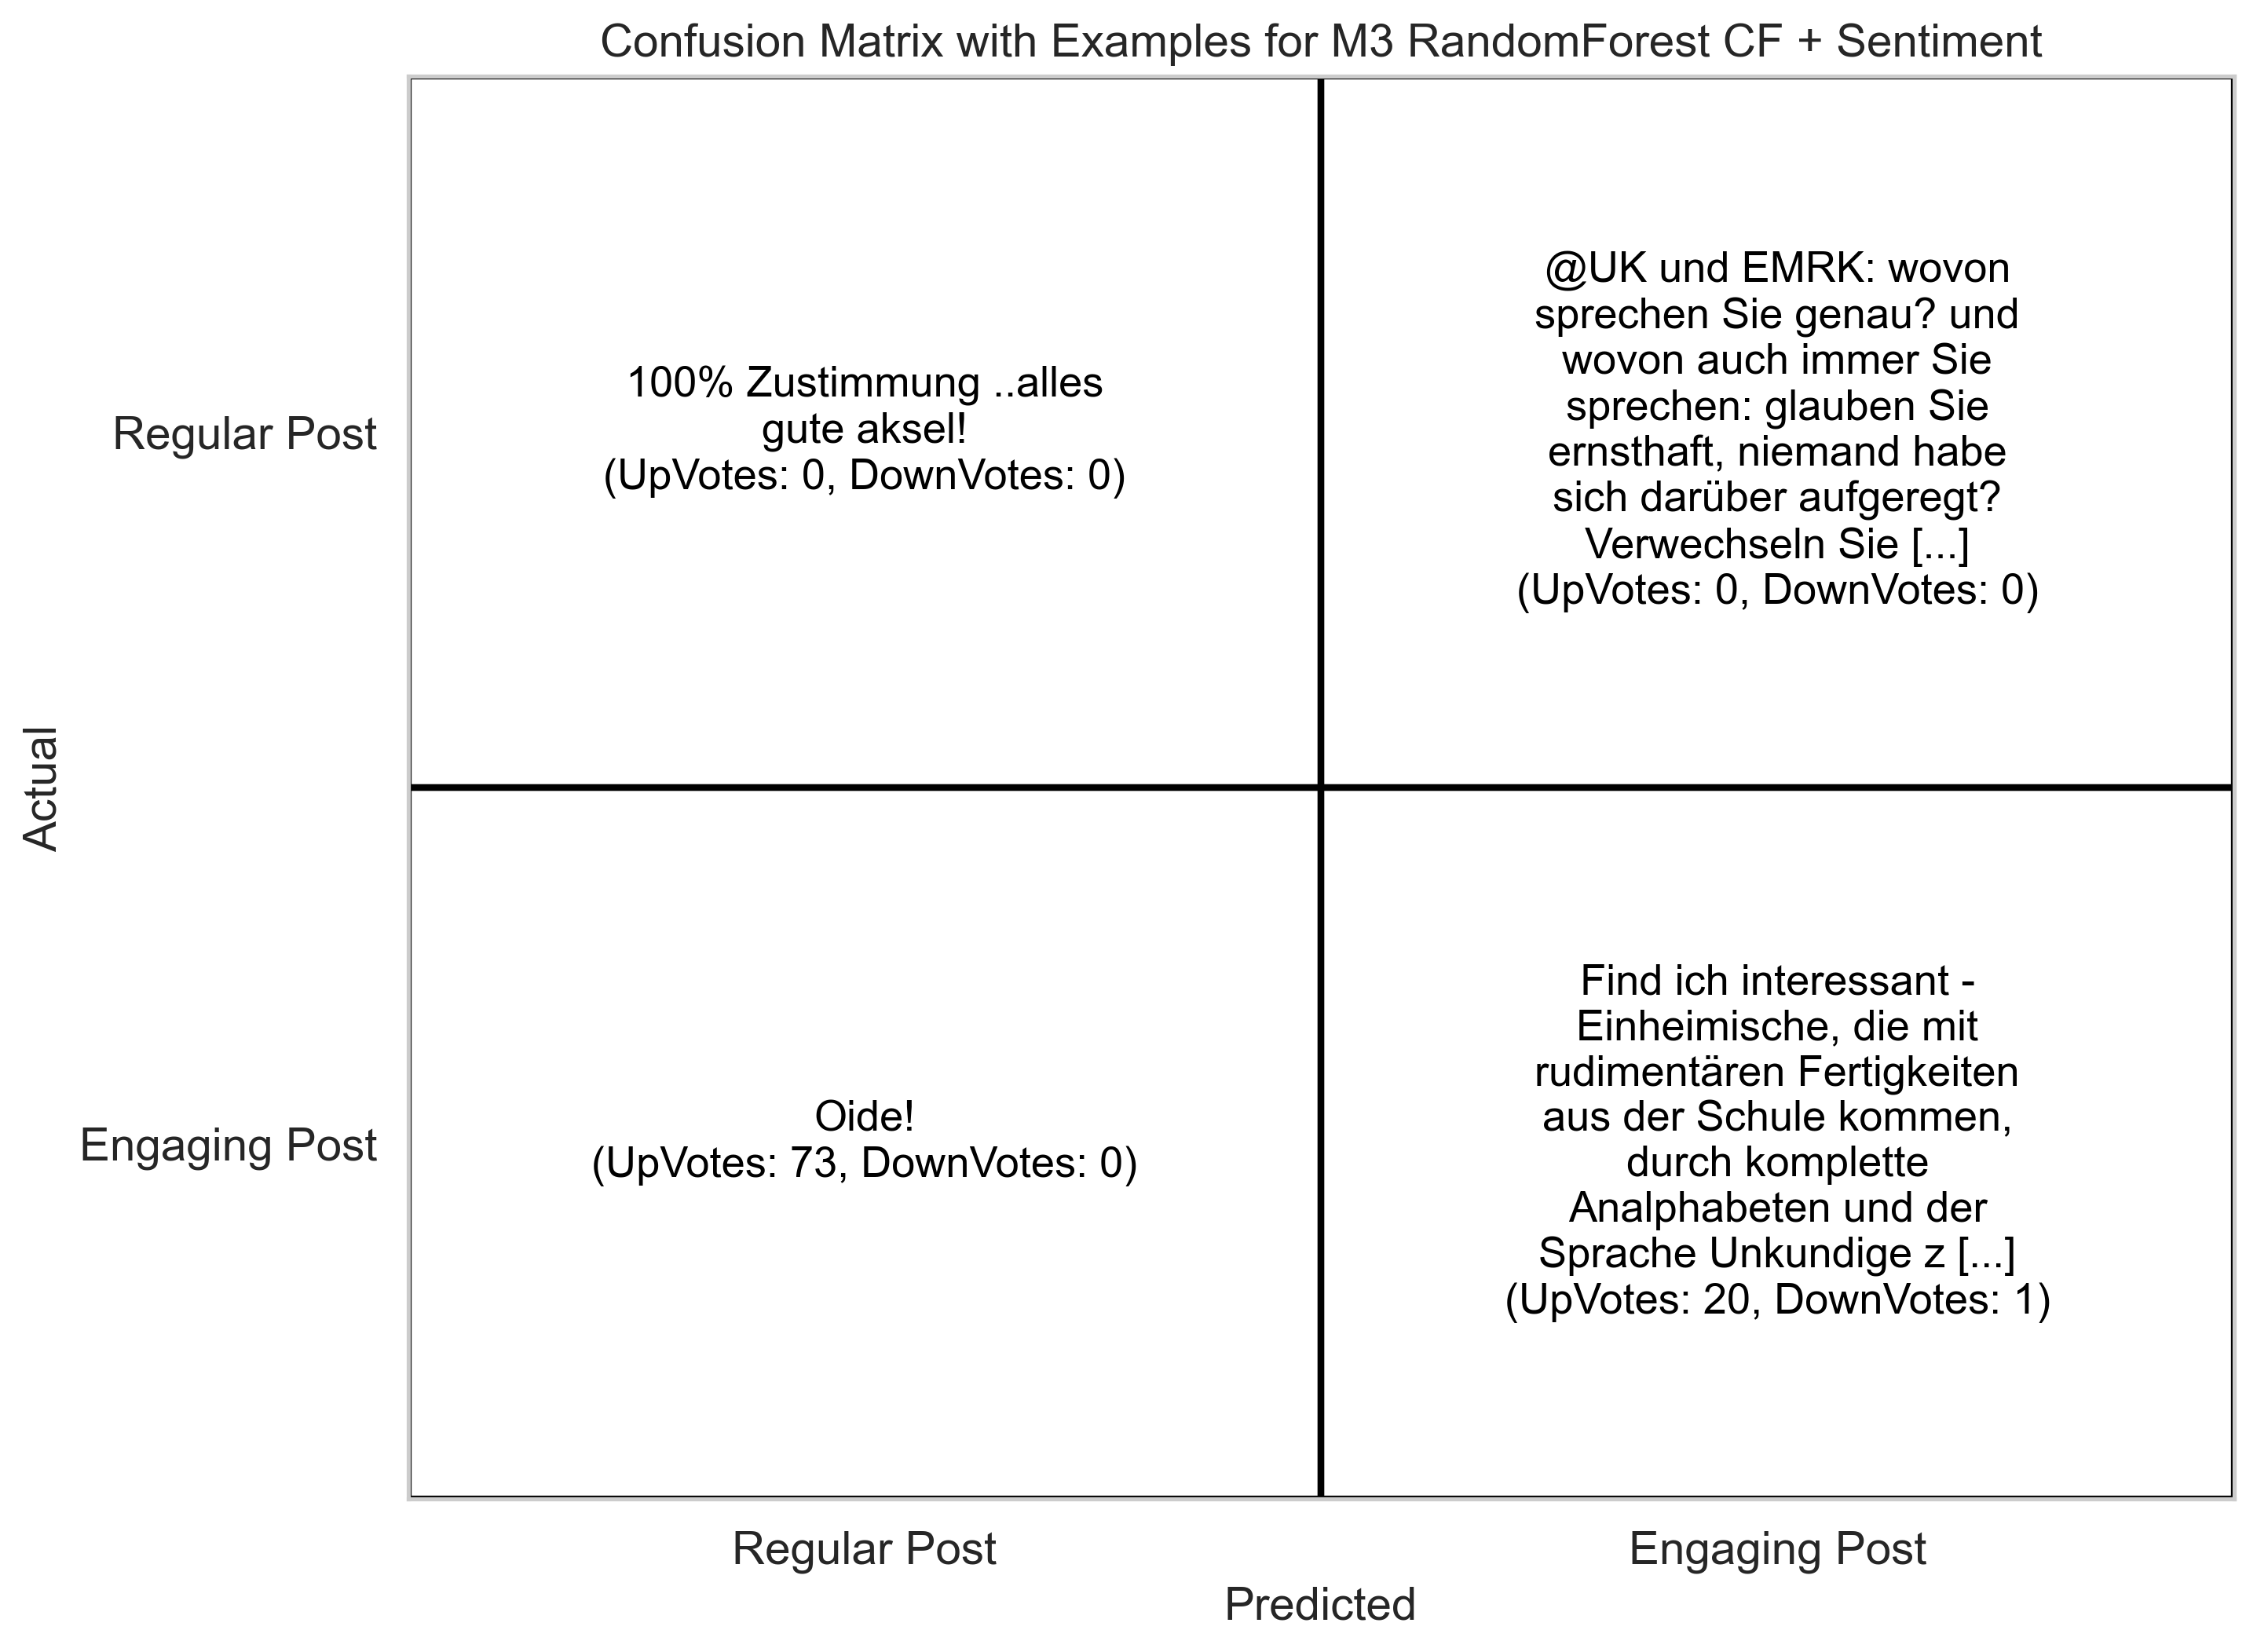 Confusion Matrix with Examples for M3 RandomForest CF + Sentiment
Actual
Regular Post
100% Zustimmung ..alles
gute aksel!
(UpVotes: 0, DownVotes: 0)
@UK und EMRK: wovon
sprechen Sie genau? und
wovon auch immer Sie
sprechen: glauben Sie
ernsthaft, niemand habe
sich darüber aufgeregt?
Verwechseln Sie [...]
(UpVotes: 0, DownVotes: 0)
Engaging Post
Oide!
(UpVotes: 73, DownVotes: 0)
Find ich interessant -
Einheimische, die mit
rudimentären Fertigkeiten
aus der Schule kommen,
durch komplette
Analphabeten und der
Sprache Unkundige z [...]
(UpVotes: 20, DownVotes: 1)
Regular Post
Engaging Post
Predicted